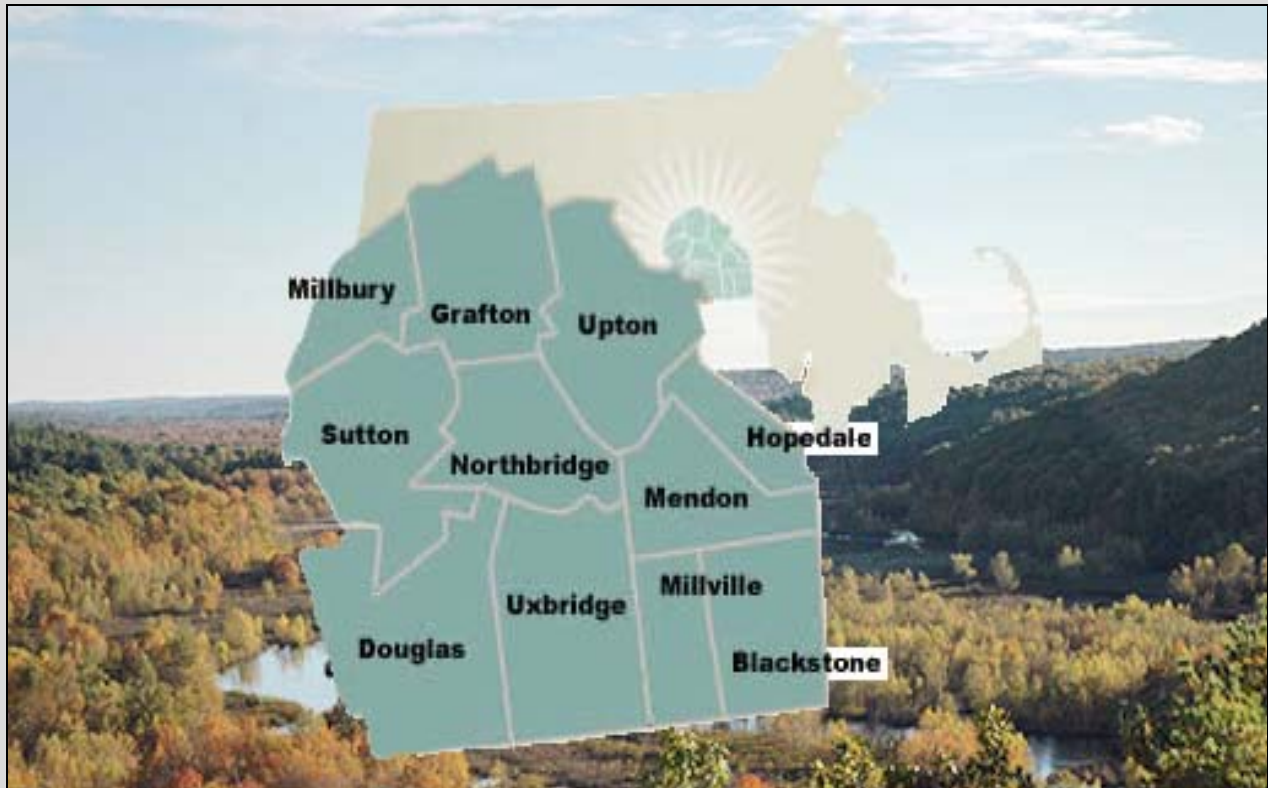 Millbury
Grafton
Upton
Sutton
Northbridge
Hopedale
Mendon
Uxbridge
Millville
Douglas
Blackstone